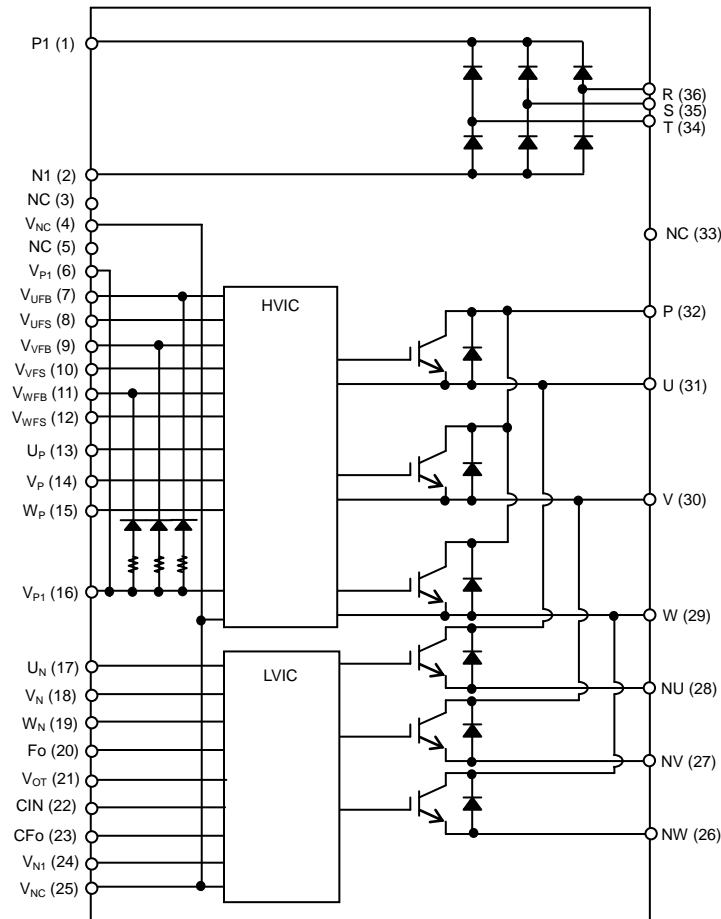 P1 (1)
N1 (2)
NC (3)
VNC (4)
NC (5)
VP1 (6)
VUFB (7)
VUFS (8)
VVFB (9)
VVFS (10)
VWFB (11)
VWFS (12)
UP (13)
VP (14)
WP (15)
VP1 (16)
UN (17)
VN (18)
WN (19)
Fo (20)
VOT (21)
CIN (22)
CFo (23)
VN1 (24)
VNC (25)
HVIC
LVIC
R (36)
S (35)
T (34)
NC (33)
P (32)
U (31)
V (30)
W (29)
NU (28)
NV (27)
NW (26)